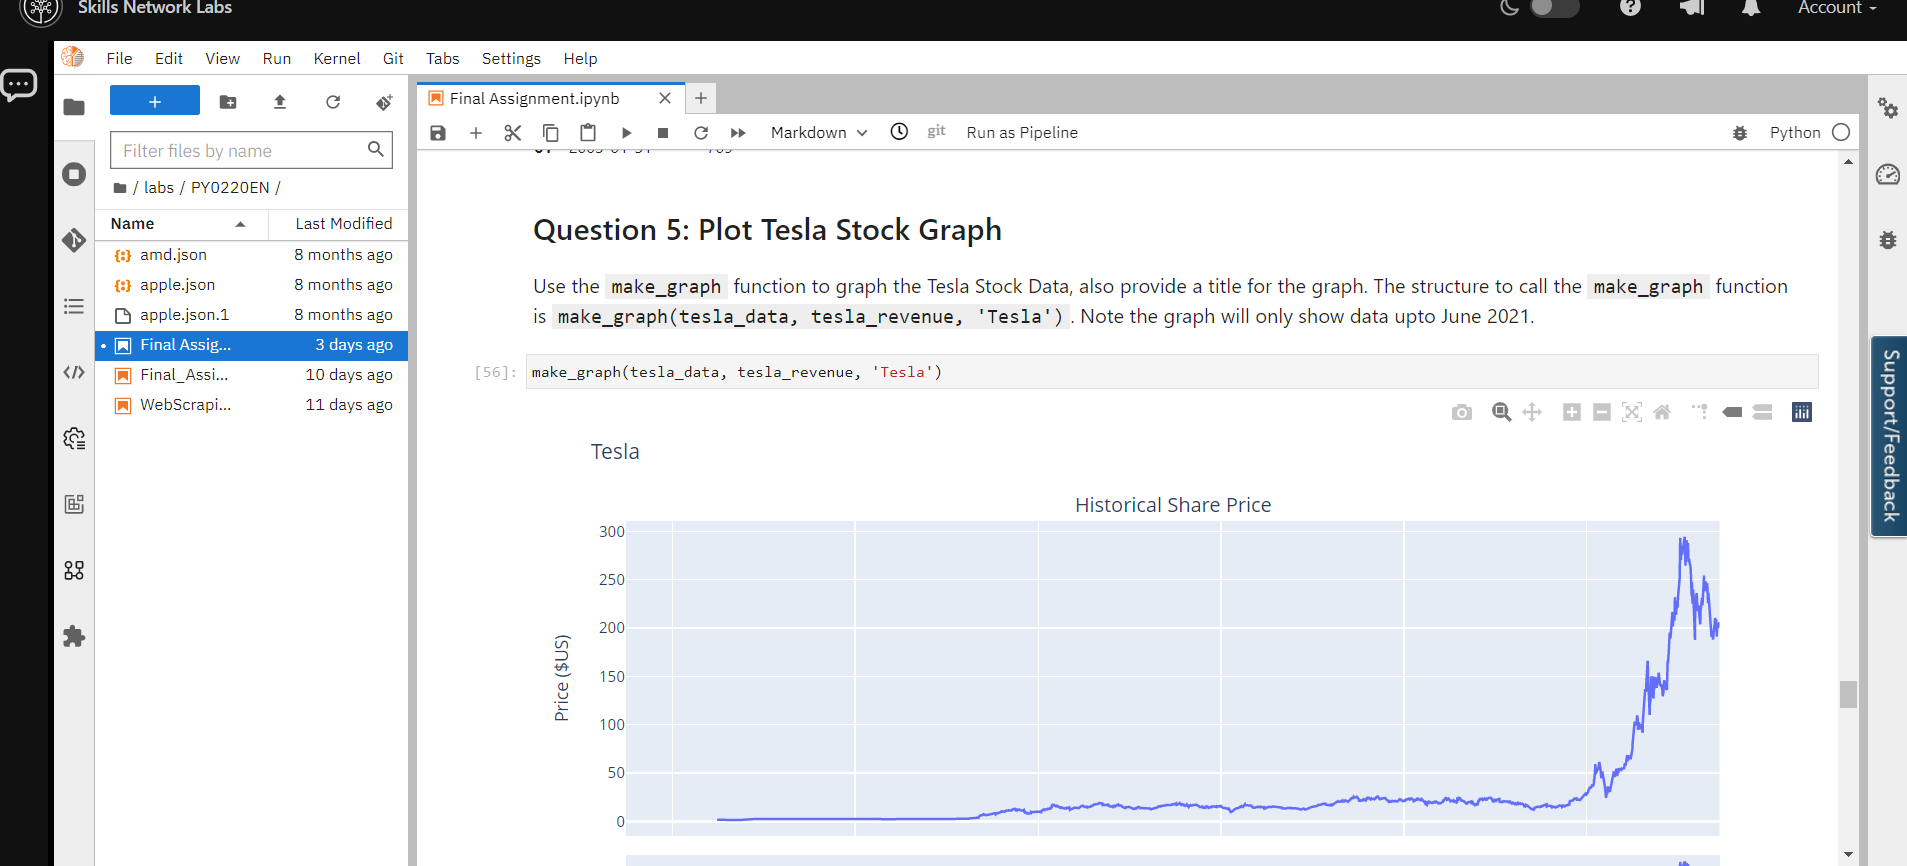 Skills Network Labs
Account
File Edit View Run Kernel Git Tabs Settings Help
Final Assignment.ipynb
Markdown
git
Run as Pipeline
Python
Filter files by name
/ labs / PY0220EN /
Name Last Modified
amd.json 8 months ago
apple.json 8 months ago
apple.json.1 8 months ago
Final Assig... 3 days ago
Final_Assi... 10 days ago
WebScrapi... 11 days ago
Question 5: Plot Tesla Stock Graph
Use the make_graph function to graph the Tesla Stock Data, also provide a title for the graph. The structure to call the make_graph function
is make_graph(tesla_data, tesla_revenue, 'Tesla'). Note the graph will only show data upto June 2021.
[56]: make_graph(tesla_data, tesla_revenue, 'Tesla')
Tesla
Historical Share Price
300
250
200
150
100
50
0
Price ($US)
Support/Feedback